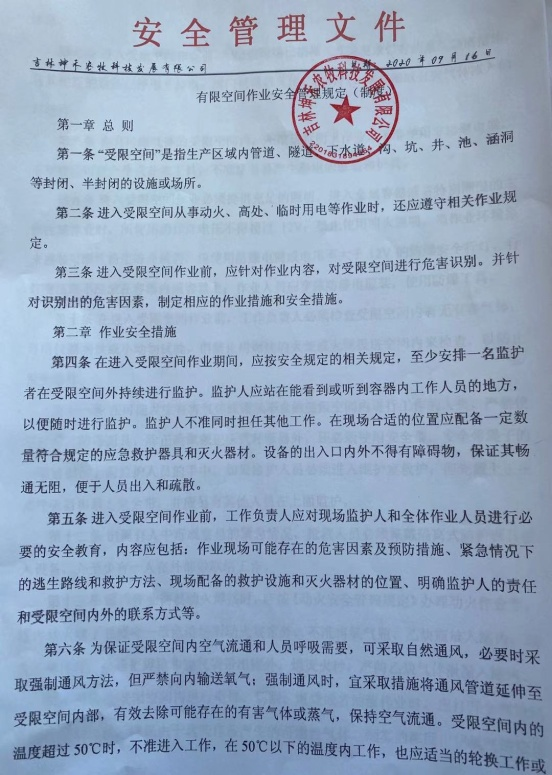 安全管理文件
吉林坤禾农牧科技发展有限公司 2020年09月16日
有限空间作业安全管理规定（制度）
第一章 总 则
第一条 “受限空间”是指生产区域内管道、隧道、下水道、沟、坑、井、池、涵洞
等封闭、半封闭的设施或场所。
第二条 进入受限空间从事动火、高处、临时用电等作业时，还应遵守相关作业规
定。
第三条 进入受限空间作业前，应针对作业内容，对受限空间进行危害识别。并针
对识别出的危害因素，制定相应的作业措施和安全措施。
第二章 作业安全措施
第四条 在进入受限空间作业期间，应按安全规定的相关规定，至少安排一名监护
者在受限空间外持续进行监护。监护人应站在能看到或听到容器内工作人员的地方，
以便随时进行监护。监护人不准同时担任其他工作。在现场合适的位置应配备一定数
量符合规定的应急救护器具和灭火器材。设备的出入口内外不得有障碍物，保证其畅
通无阻，便于人员出入和疏散。
第五条 进入受限空间作业前，工作负责人应对现场监护人和全体作业人员进行必
要的安全教育，内容应包括：作业现场可能存在的危害因素及预防措施、紧急情况下
的逃生路线和救护方法、现场配备的救护设施和灭火器材的位置、明确监护人的责任
和受限空间内外的联系方式等。
第六条 为保证受限空间内空气流通和人员呼吸需要，可采取自然通风，必要时采
取强制通风方法，但严禁向内输送氧气；强制通风时，宜采取措施将通风管道延伸至
受限空间内部，有效去除可能存在的有害气体或蒸气，保持空气流通。受限空间内的
温度超过50℃时，不准进入工作，在50℃以下的温度内工作，也应适当的轮换工作或
吉林坤禾农牧科技发展有限公司